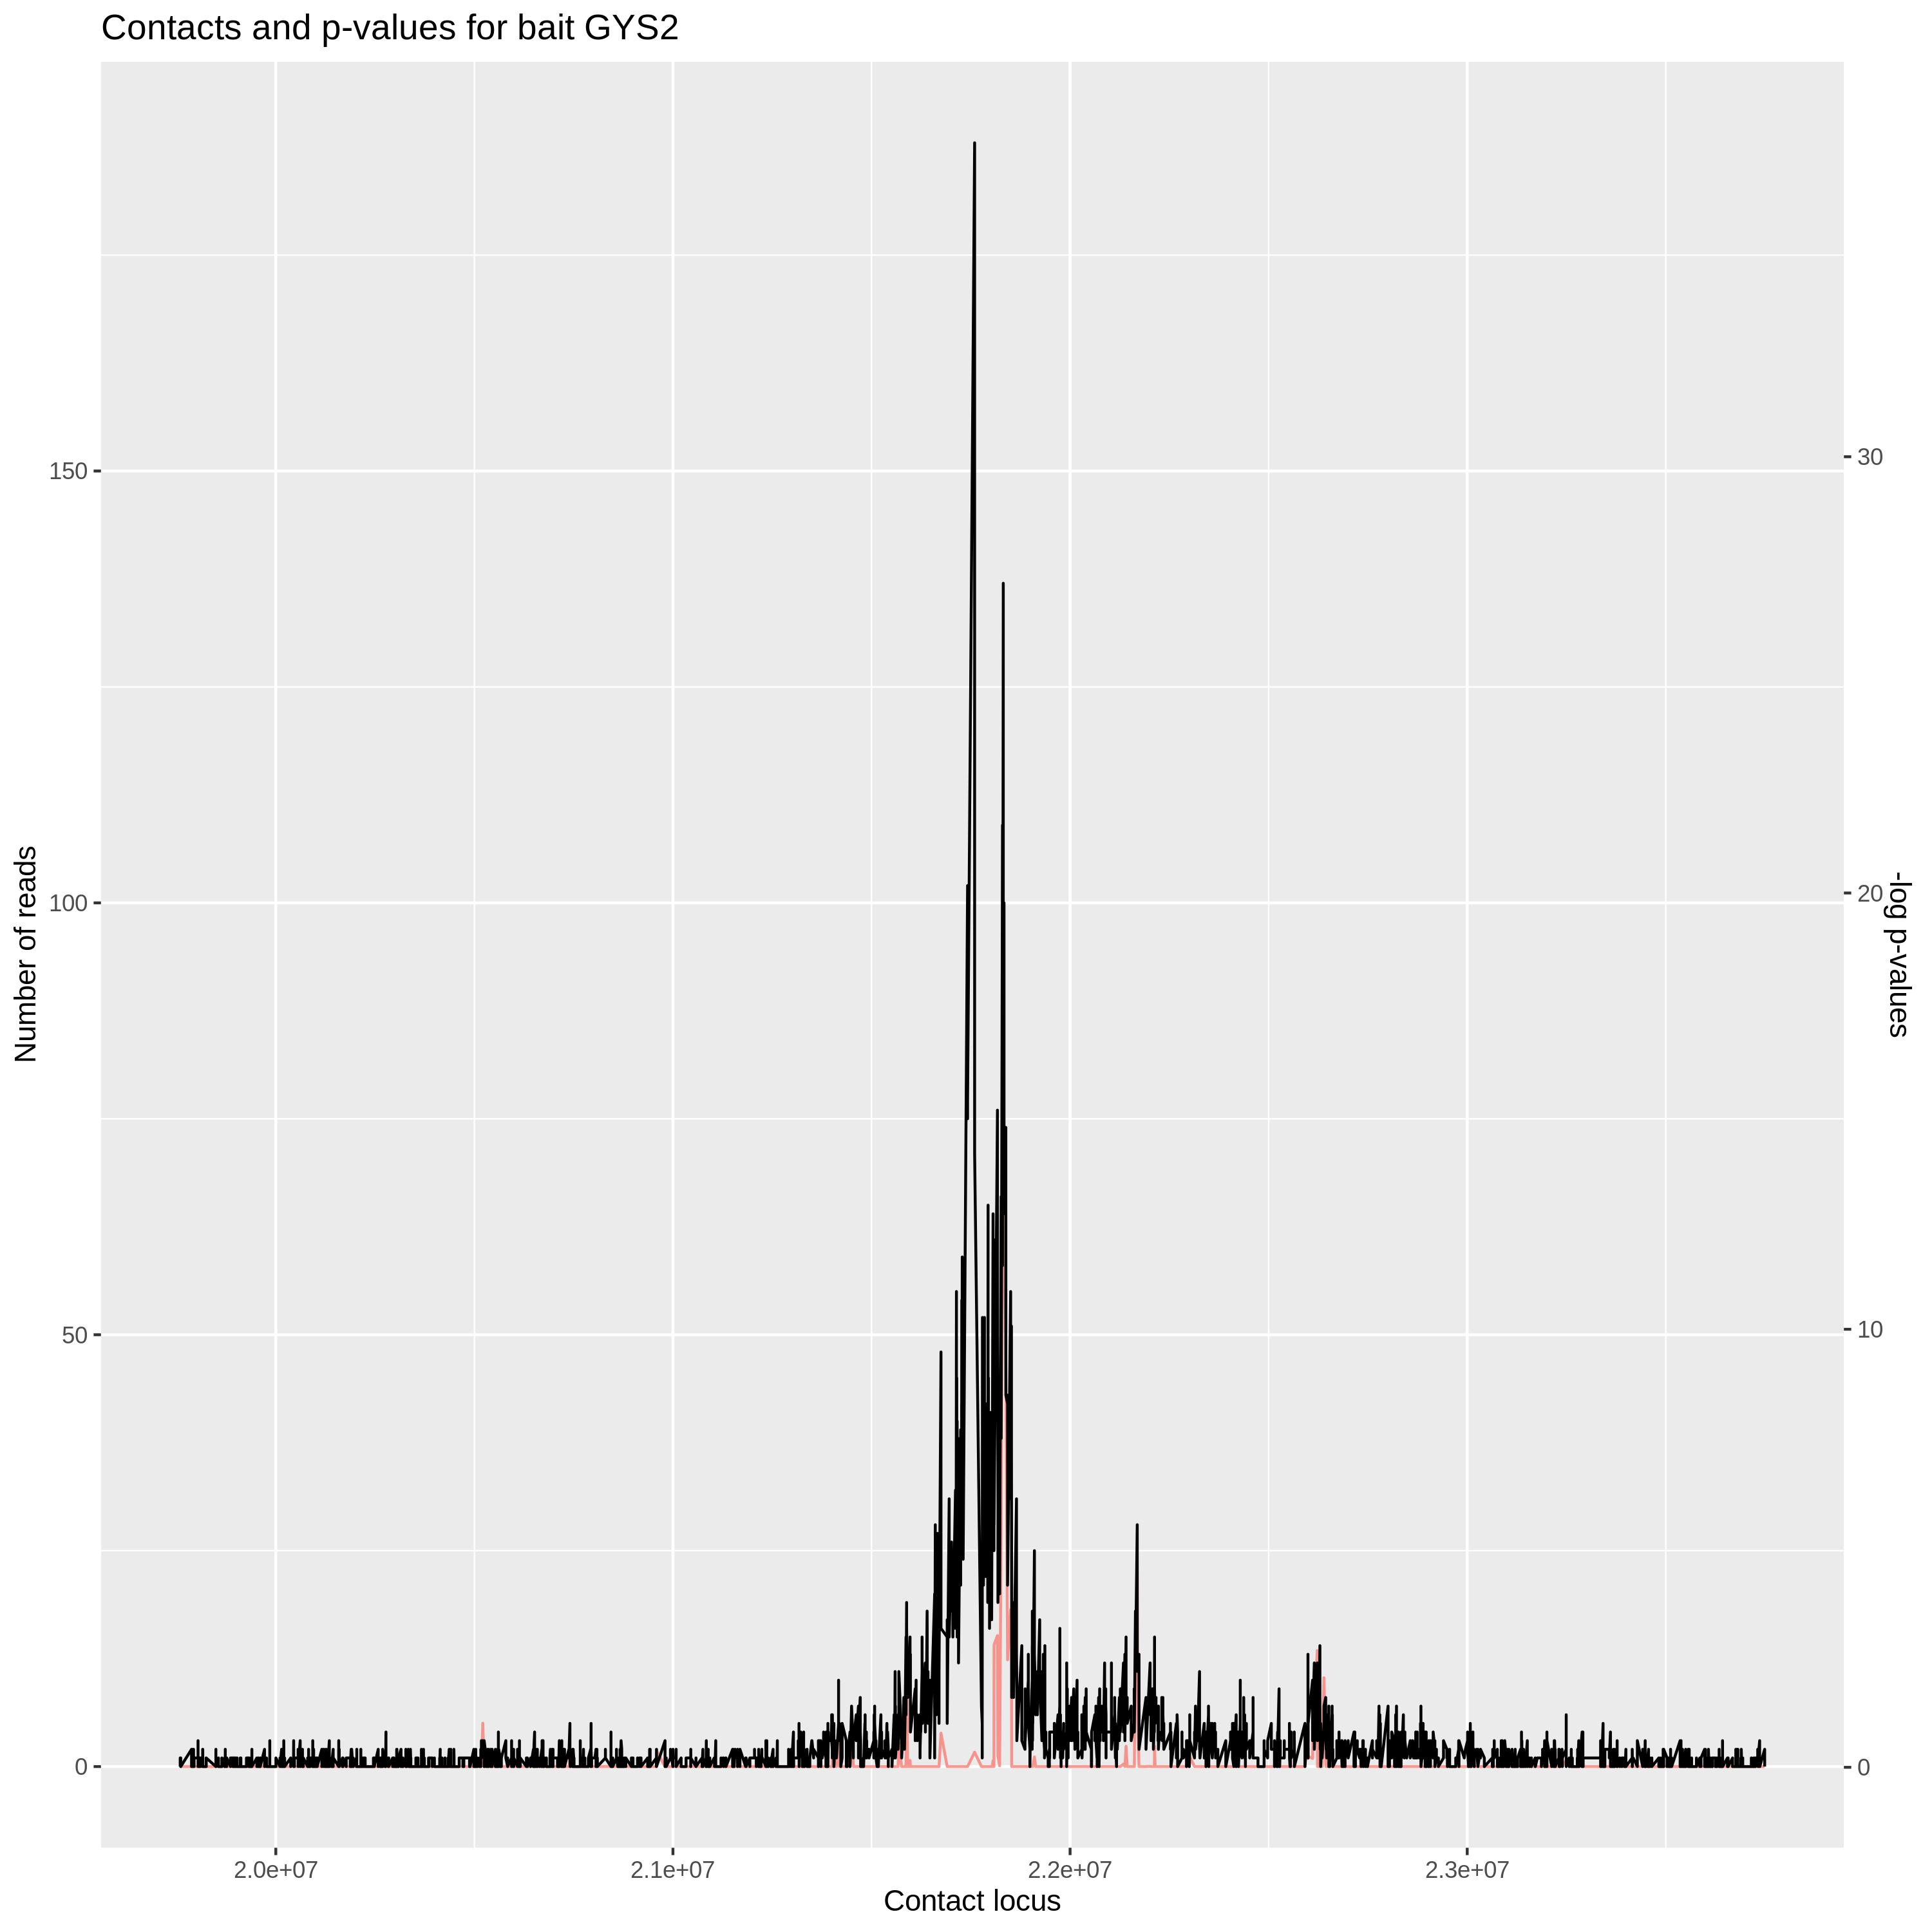 Contacts and p-values for bait GYS2
Number of reads
150
100
50
0
30
20
10
0
-log p-values
2.0e+07
2.1e+07
2.2e+07
2.3e+07
Contact locus